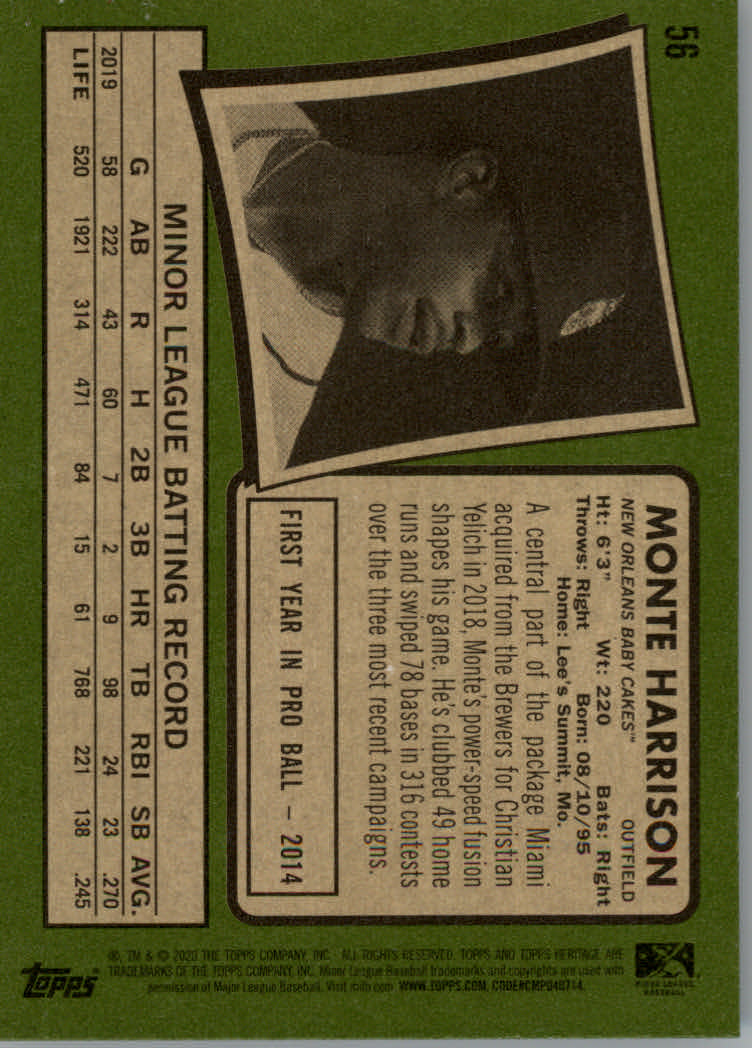 56
MONTE HARRISON
NEW ORLEANS BABY CAKES™ OUTFIELD
Ht: 6'3" Wt: 220 Bats: Right
Throws: Right Born: 08/10/95
Home: Lee's Summit, Mo.
A central part of the package Miami
acquired from the Brewers for Christian
Yelich in 2018, Monte's power-speed fusion
shapes his game. He's clubbed 49 home
runs and swiped 78 bases in 316 contests
over the three most recent campaigns.
FIRST YEAR IN PRO BALL – 2014
MINOR LEAGUE BATTING RECORD
G AB R H 2B 3B HR TB RBI SB AVG.
2019 58 222 43 60 7 2 9 98 24 23 .270
LIFE 520 1921 314 471 84 15 61 768 221 138 .245
MINOR LEAGUE
BASEBALL
®, TM & © 2020 THE TOPPS COMPANY, INC. ALL RIGHTS RESERVED. TOPPS AND TOPPS HERITAGE ARE
TRADEMARKS OF THE TOPPS COMPANY, INC. Minor League Baseball trademarks and copyrights are used with
permission of Major League Baseball. Visit milb.com. WWW.TOPPS.COM. CODE#CMP048714.
topps